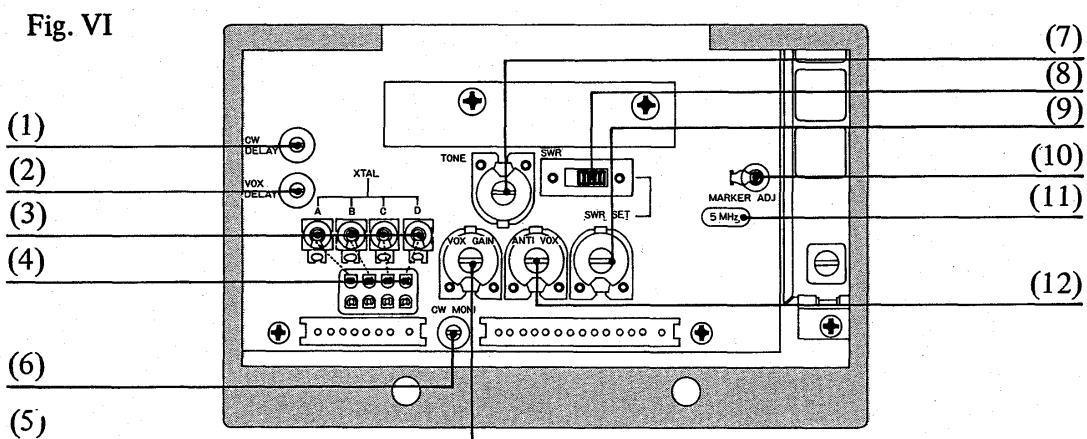 Fig. VI
(1)
(2)
(3)
(4)
(6)
(5)
CW
DELAY
VOX
DELAY
XTAL
A B C D
TONE
SWR
SWR SET
VOX GAIN
ANTI VOX
CW MONI
MARKER ADJ
5 MHz
(7)
(8)
(9)
(10)
(11)
(12)